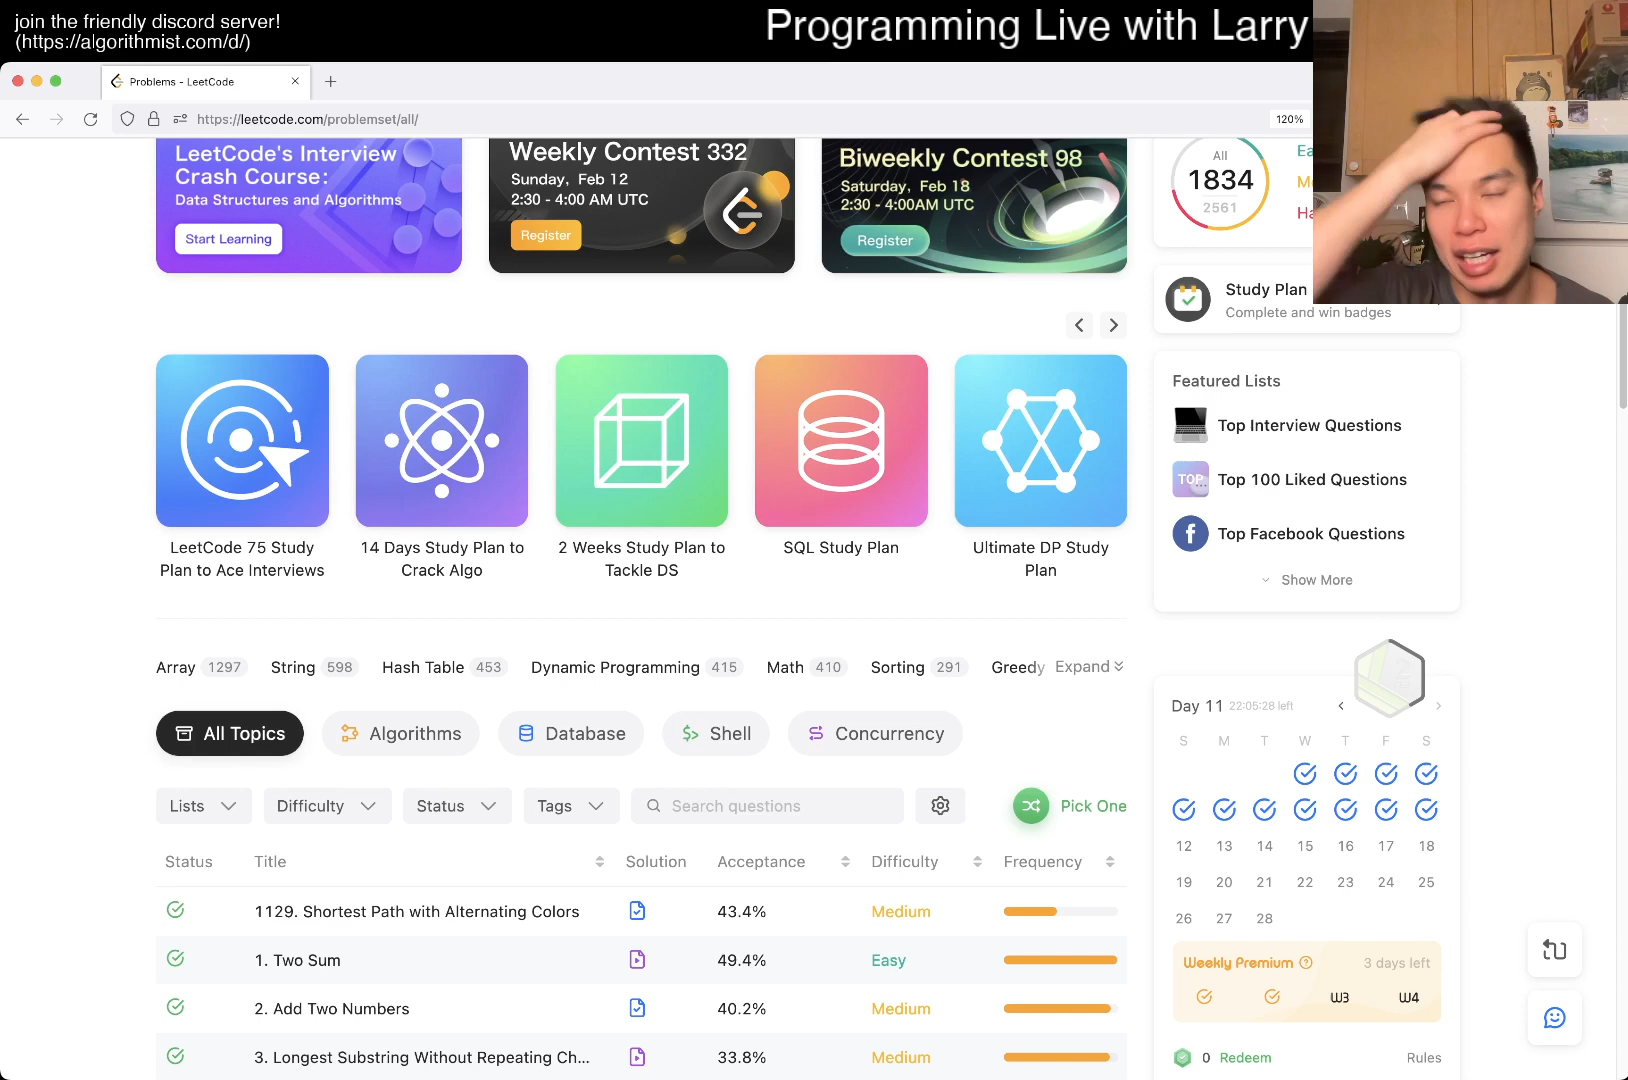 join the friendly discord server!
(https://algorithmist.com/d/)
Programming Live with Larry
Problems - LeetCode
https://leetcode.com/problemset/all/
120%
LeetCode's Interview
Crash Course:
Data Structures and Algorithms
Start Learning
Weekly Contest 332
Sunday, Feb 12
2:30 - 4:00 AM UTC
Register
Biweekly Contest 98
Saturday, Feb 18
2:30 - 4:00AM UTC
Register
All
1834
2561
Ea
Me
Ha
Study Plan
Complete and win badges
LeetCode 75 Study
Plan to Ace Interviews
14 Days Study Plan to
Crack Algo
2 Weeks Study Plan to
Tackle DS
SQL Study Plan
Ultimate DP Study
Plan
Featured Lists
Top Interview Questions
TOP
Top 100 Liked Questions
f
Top Facebook Questions
Show More
Array 1297 String 598 Hash Table 453 Dynamic Programming 415 Math 410 Sorting 291 Greedy Expand
All Topics Algorithms Database $> Shell Concurrency
Lists Difficulty Status Tags Search questions Pick One
Status Title Solution Acceptance Difficulty Frequency
1129. Shortest Path with Alternating Colors 43.4% Medium
1. Two Sum 49.4% Easy
2. Add Two Numbers 40.2% Medium
3. Longest Substring Without Repeating Ch... 33.8% Medium
Day 11 22:05:28 left
S M T W T F S
12 13 14 15 16 17 18
19 20 21 22 23 24 25
26 27 28
Weekly Premium ? 3 days left
W3 W4
0 Redeem Rules